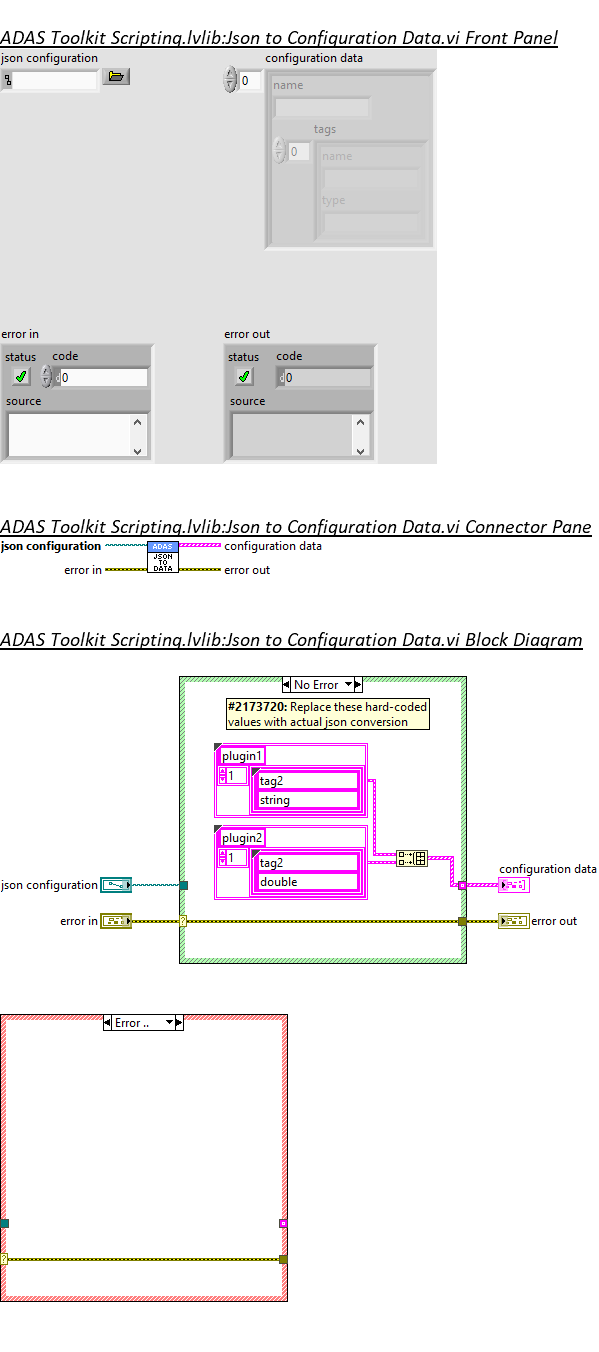 ADAS Toolkit Scripting.lvlib:Json to Configuration Data.vi Front Panel
json configuration
configuration data
0
name
tags
0
name
type
error in
error out
status code
0
source
status code
0
source
ADAS Toolkit Scripting.lvlib:Json to Configuration Data.vi Connector Pane
json configuration
configuration data
ADAS
JSON
TO
DATA
error in
error out
ADAS Toolkit Scripting.lvlib:Json to Configuration Data.vi Block Diagram
No Error
#2173720: Replace these hard-coded
values with actual json conversion
plugin1
1
tag2
string
plugin2
1
tag2
double
json configuration
configuration data
error in
?
error out
Error ..
?